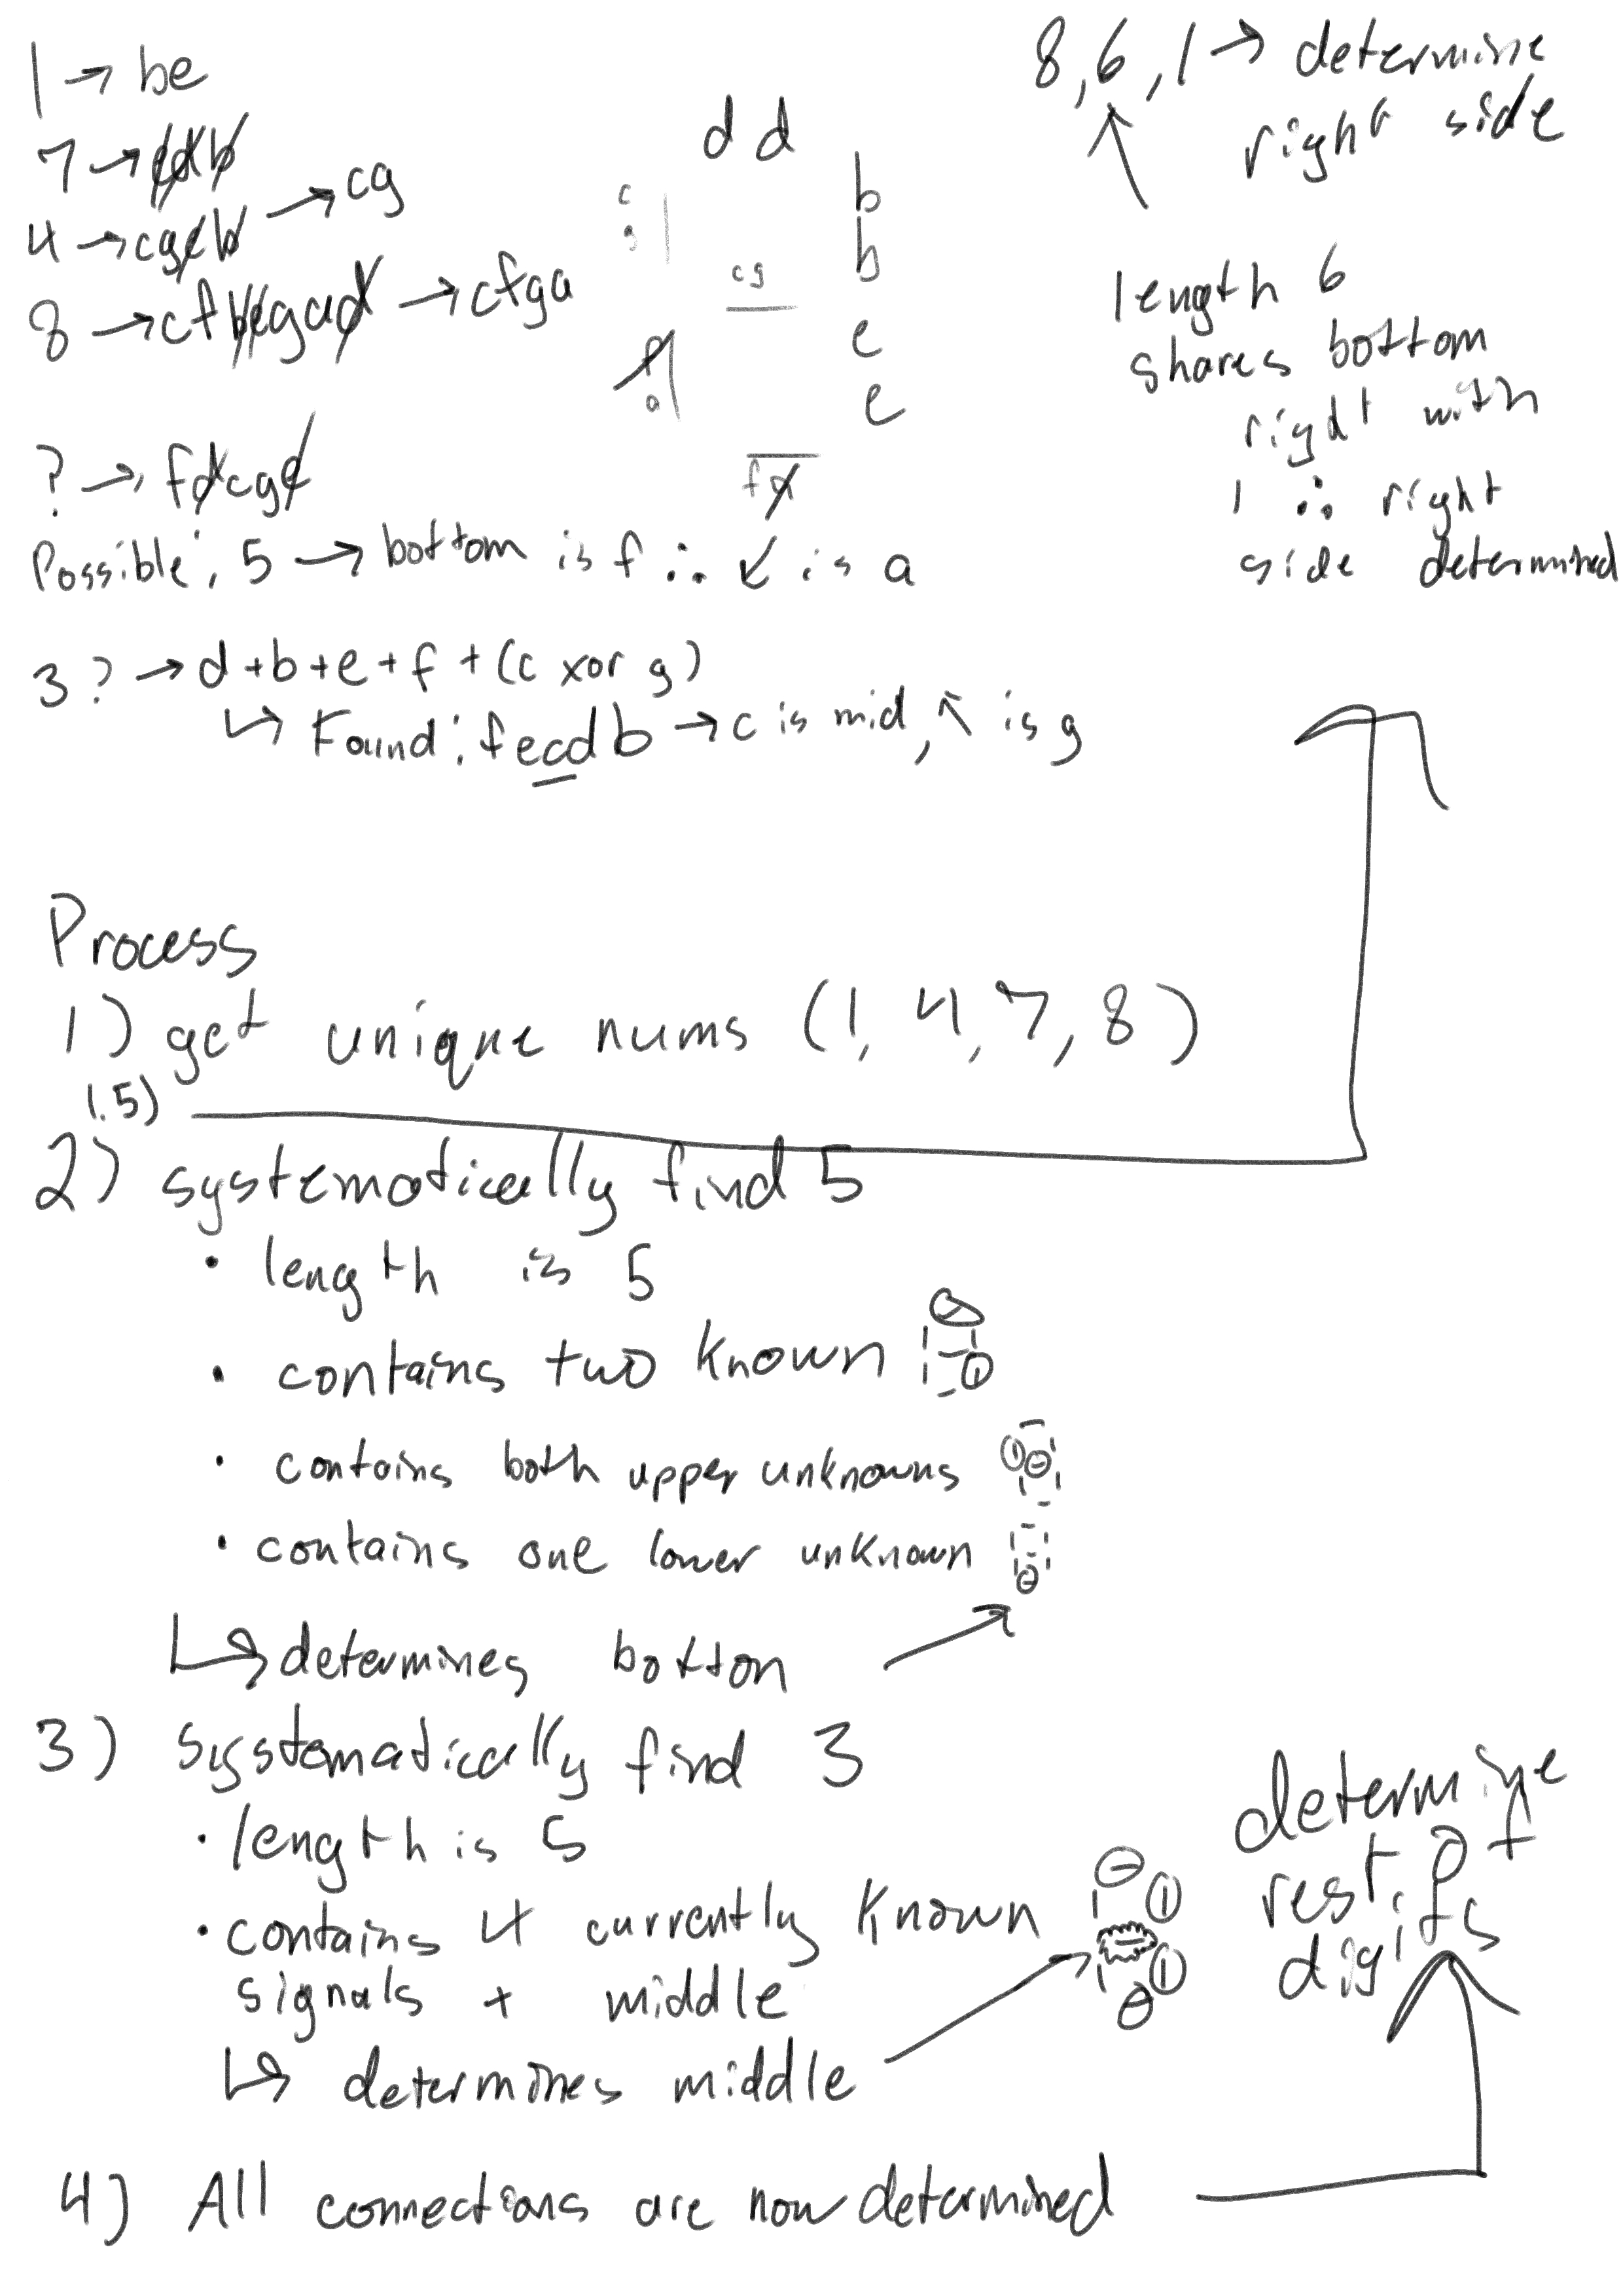 1 → be
7 → edb
4 → cgeb → cg
8 → cfbegad → cfga
? → fdcge
Possible: 5 → bottom is f ∴ ↙ is a
3? → d+b+e+f+(c xor g)
↳ Found: fecdb → c is mid, ↖ is g
d d
c
g
b
b
cg
e
e
a
f
8,6,1 → determine
right side
length 6
shares bottom
right with
1 ∴ right
side determined
Process
1) get unique nums (1, 4, 7, 8)
1.5)
2) systematically find 5
• length is 5
• contains two known
• contains both upper unknowns
• contains one lower unknown
↳ determines botton
3) systematically find 3
• length is 5
• contains 4 currently known
signals + middle
↳ determines middle
4) All connections are now determined
determine
rest of
digits